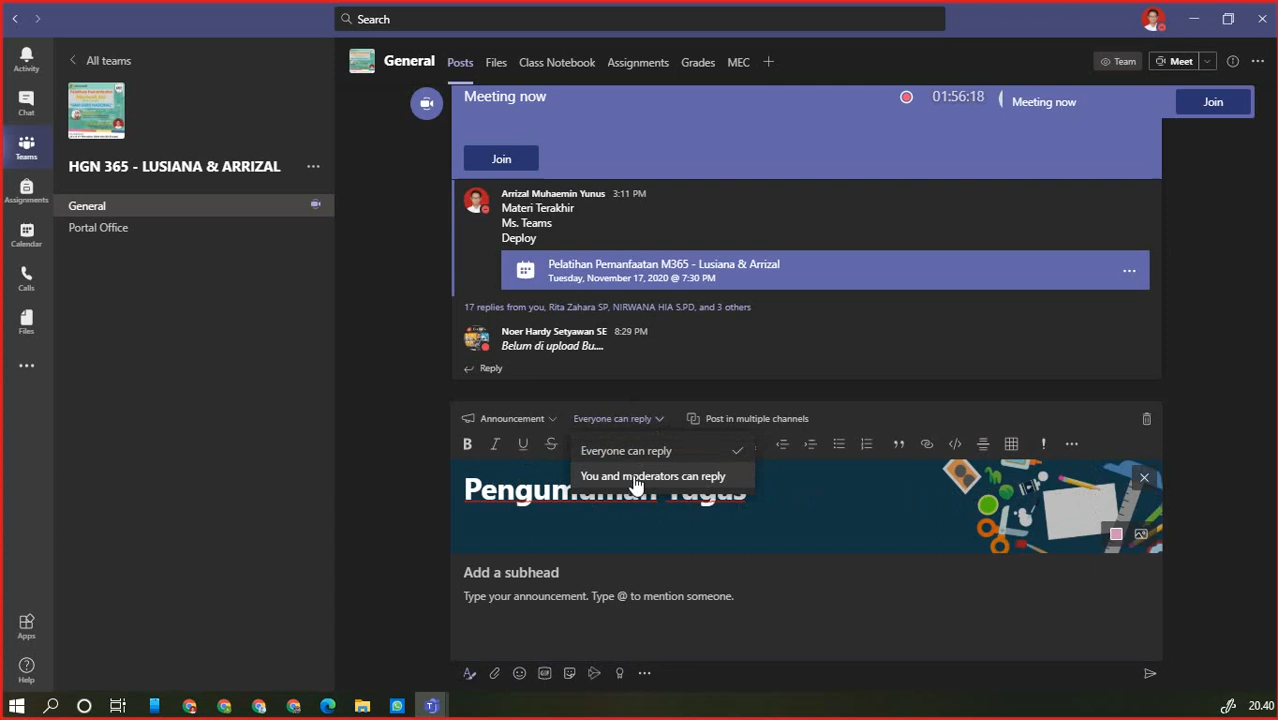 Search
Activity
Chat
Teams
Assignments
Calendar
Calls
Files
Apps
Help
All teams
HGN 365 - LUSIANA & ARRIZAL
General
Portal Office
General Posts Files Class Notebook Assignments Grades MEC
Team Meet
Meeting now 01:56:18 Meeting now Join
Join
Arrizal Muhaemin Yunus 3:11 PM
Materi Terakhir
Ms. Teams
Deploy
Pelatihan Pemanfaatan M365 - Lusiana & Arrizal
Tuesday, November 17, 2020 @ 7:30 PM
17 replies from you, Rita Zahara SP, NIRWANA HIA S.PD, and 3 others
Noer Hardy Setyawan SE 8:29 PM
Belum di upload Bu....
Reply
Announcement Everyone can reply Post in multiple channels
B I U S
Everyone can reply
You and moderators can reply
Pengumuman Tugas
Add a subhead
Type your announcement. Type @ to mention someone.
20.40